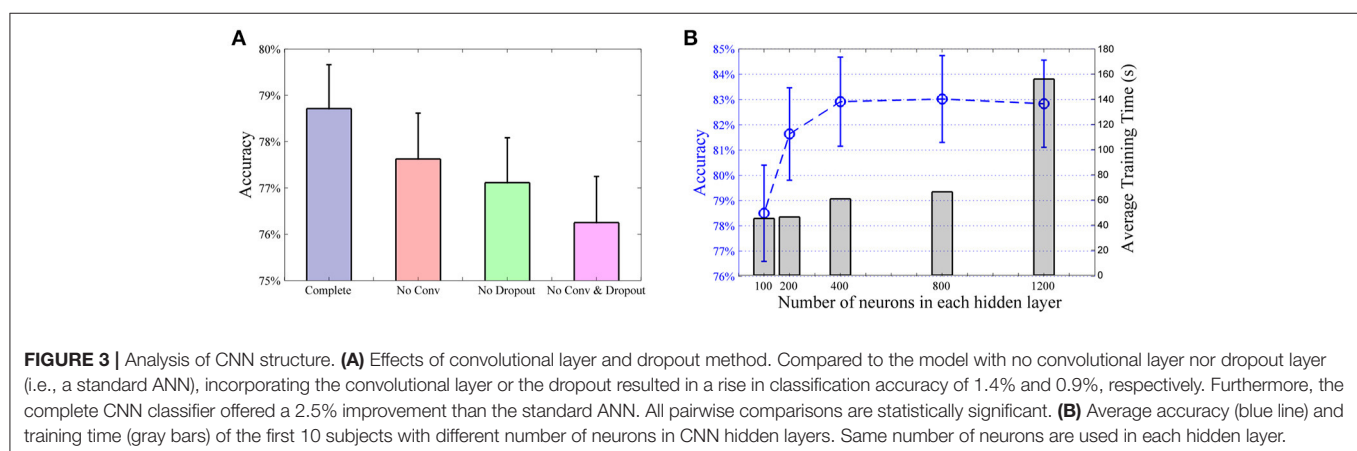 A
80%
79%
78%
77%
76%
75%
Accuracy
Complete No Conv No Dropout No Conv & Dropout
B
85%
84%
83%
82%
81%
80%
79%
78%
77%
76%
Accuracy
180
160
140
120
100
80
60
40
20
0
Average Training Time (s)
100 200 400 800 1200
Number of neurons in each hidden layer
FIGURE 3 | Analysis of CNN structure. (A) Effects of convolutional layer and dropout method. Compared to the model with no convolutional layer nor dropout layer
(i.e., a standard ANN), incorporating the convolutional layer or the dropout resulted in a rise in classification accuracy of 1.4% and 0.9%, respectively. Furthermore, the
complete CNN classifier offered a 2.5% improvement than the standard ANN. All pairwise comparisons are statistically significant. (B) Average accuracy (blue line) and
training time (gray bars) of the first 10 subjects with different number of neurons in CNN hidden layers. Same number of neurons are used in each hidden layer.